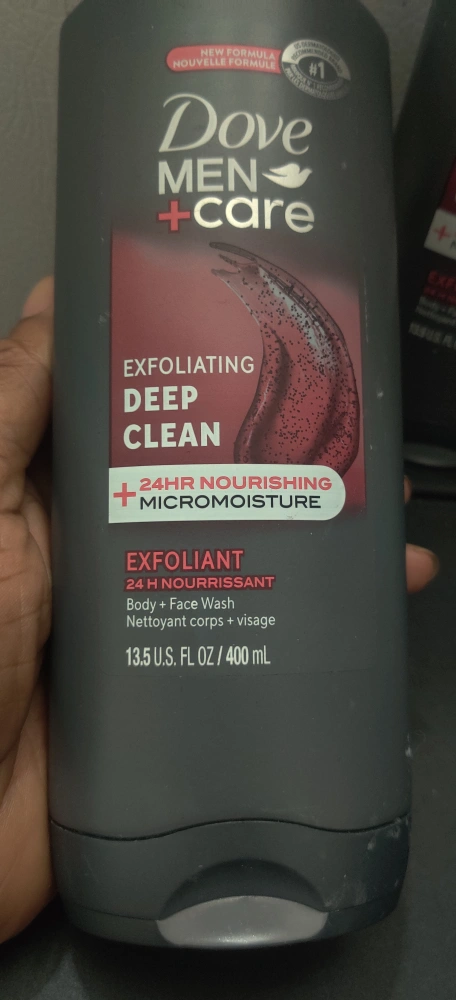 NEW FORMULA
NOUVELLE FORMULE
#1
Dove
MEN
+care
EXFOLIATING
DEEP
CLEAN
+ 24HR NOURISHING
MICROMOISTURE
EXFOLIANT
24 H NOURRISSANT
Body + Face Wash
Nettoyant corps + visage
13.5 U.S. FL OZ / 400 mL